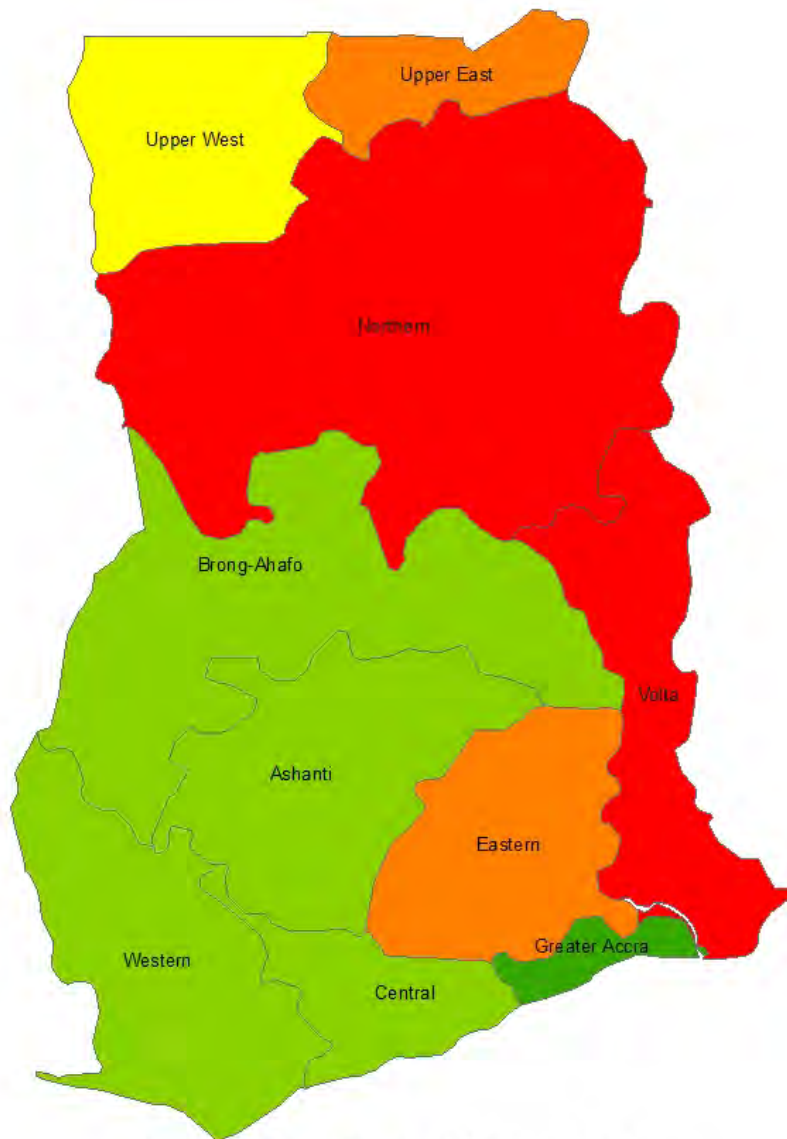 Upper East
Upper West
Northern
Brong-Ahafo
Volta
Ashanti
Eastern
Greater Accra
Western
Central